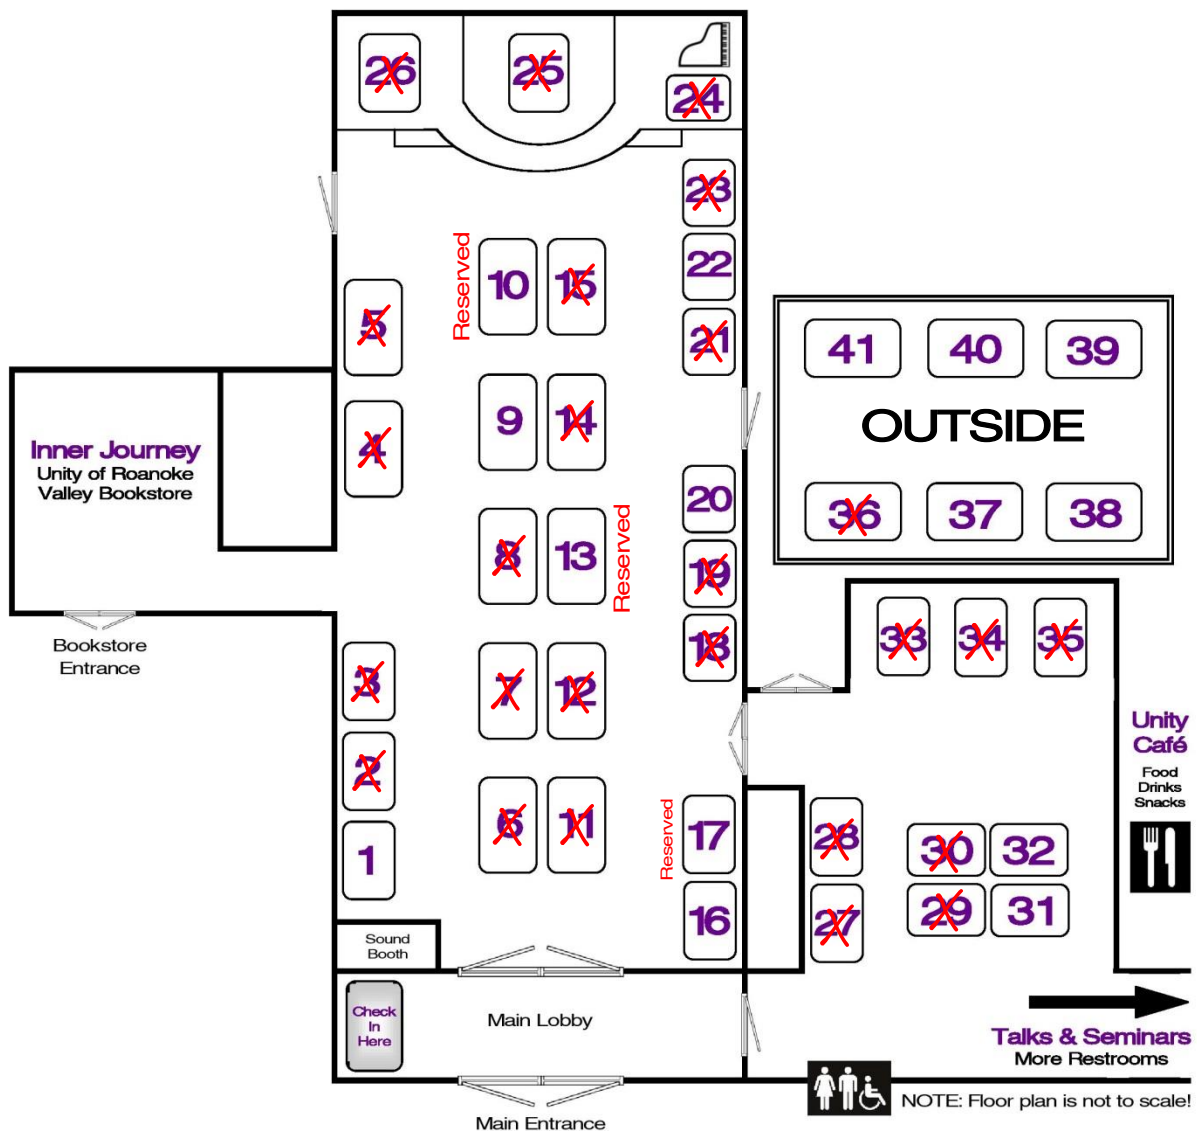 26
25
24
23
22
21
Reserved
10
15
5
9
14
4
8
13
Reserved
20
19
18
41
40
39
OUTSIDE
36
37
38
Inner Journey
Unity of Roanoke
Valley Bookstore
Bookstore
Entrance
3
7
12
2
1
6
11
Reserved
17
16
33
34
35
28
27
30
32
29
31
Unity
Café
Food
Drinks
Snacks
Sound
Booth
Check
In
Here
Main Lobby
Main Entrance
Talks & Seminars
More Restrooms
NOTE: Floor plan is not to scale!